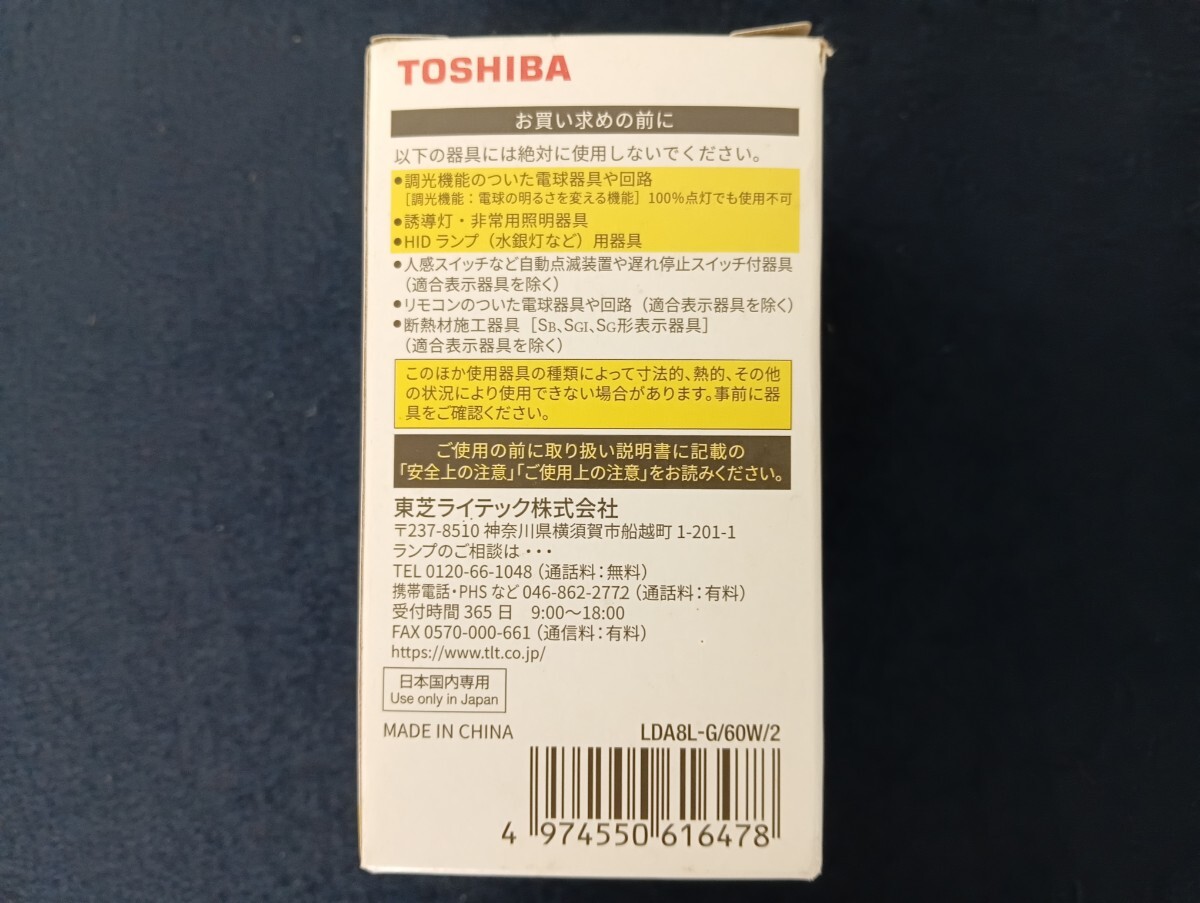 TOSHIBA
お買い求めの前に
以下の器具には絶対に使用しないでください。
●調光機能のついた電球器具や回路
［調光機能：電球の明るさを変える機能］100%点灯でも使用不可
●誘導灯・非常用照明器具
●HIDランプ（水銀灯など）用器具
●人感スイッチなど自動点滅装置や遅れ停止スイッチ付器具
（適合表示器具を除く）
●リモコンのついた電球器具や回路（適合表示器具を除く）
●断熱材施工器具［SB、SGI、SG形表示器具］
（適合表示器具を除く）
このほか使用器具の種類によって寸法的、熱的、その他
の状況により使用できない場合があります。事前に器
具をご確認ください。
ご使用の前に取り扱い説明書に記載の
「安全上の注意」「ご使用上の注意」をお読みください。
東芝ライテック株式会社
〒237-8510 神奈川県横須賀市船越町 1-201-1
ランプのご相談は・・・
TEL 0120-66-1048（通話料：無料）
携帯電話・PHSなど 046-862-2772（通話料：有料）
受付時間 365日 9:00～18:00
FAX 0570-000-661（通信料：有料）
https://www.tlt.co.jp/
日本国内専用
Use only in Japan
MADE IN CHINA
LDA8L-G/60W/2
4 974550 616478